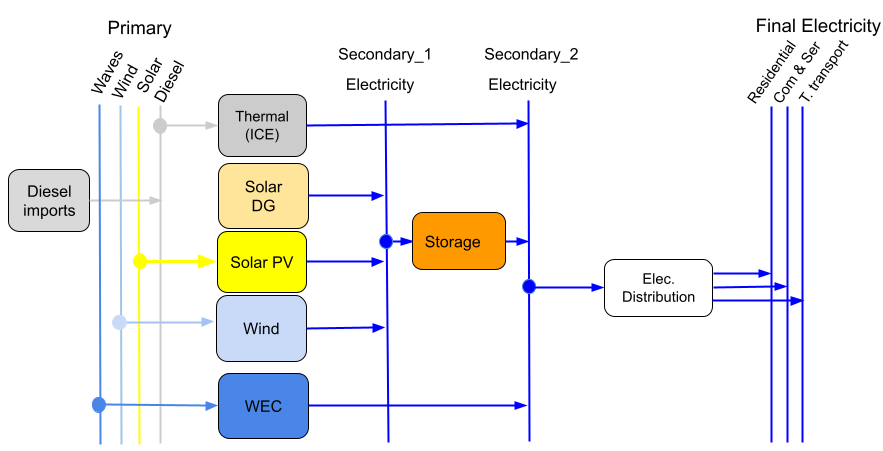 Primary
Final Electricity
Secondary_1
Secondary_2
Electricity
Electricity
Waves
Wind
Solar
Diesel
Residential
Com & Ser
T. transport
Thermal
(ICE)
Diesel
imports
Solar
DG
Solar PV
Storage
Wind
WEC
Elec.
Distribution